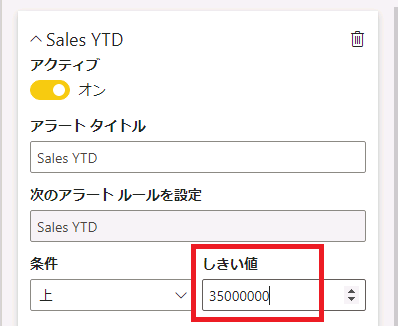 Sales YTD
アクティブ
オン
アラート タイトル
Sales YTD
次のアラート ルールを設定
Sales YTD
条件 しきい値
上 35000000